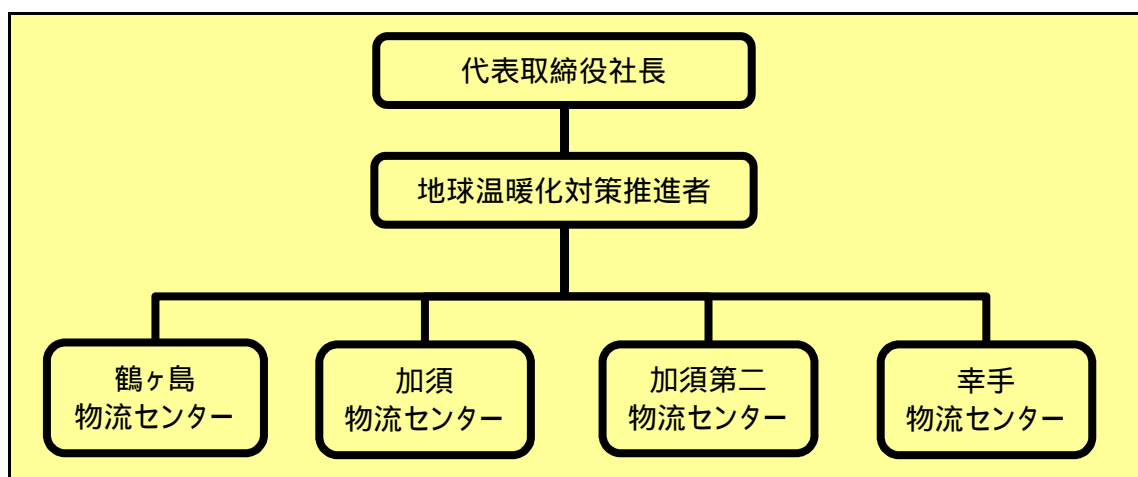 代表取締役社長
地球温暖化対策推進者
鶴ヶ島
物流センター
加須
物流センター
加須第二
物流センター
幸手
物流センター